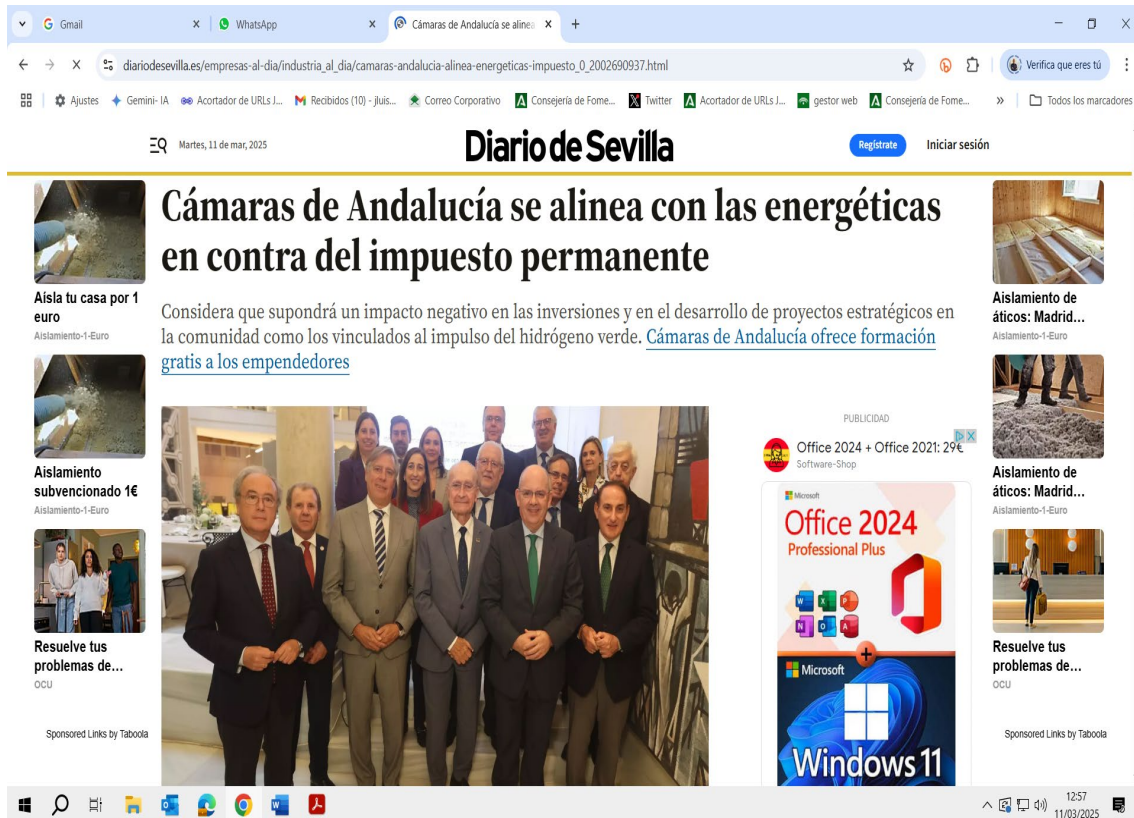 Gmail
WhatsApp
Cámaras de Andalucía se alinea
diariodesevilla.es/empresas-al-dia/industria_al_dia/camaras-andalucia-alinea-energeticas-impuesto_0_2002690937.html
Verifica que eres tú
Ajustes
Gemini- IA
Acortador de URLs J...
Recibidos (10) - jluis...
Correo Corporativo
Consejería de Fome...
Twitter
Acortador de URLs J...
gestor web
Consejería de Fome...
Todos los marcadores
Martes, 11 de mar, 2025
Diario de Sevilla
Regístrate
Iniciar sesión
Cámaras de Andalucía se alinea con las energéticas
en contra del impuesto permanente
Considera que supondrá un impacto negativo en las inversiones y en el desarrollo de proyectos estratégicos en
la comunidad como los vinculados al impulso del hidrógeno verde. Cámaras de Andalucía ofrece formación
gratis a los empendedores
Aísla tu casa por 1
euro
Aislamiento-1-Euro
Aislamiento
subvencionado 1€
Aislamiento-1-Euro
Resuelve tus
problemas de...
OCU
Sponsored Links by Taboola
PUBLICIDAD
Office 2024 + Office 2021: 29€
Software-Shop
Microsoft
Office 2024
Professional Plus
W X P
N O A
Microsoft
Windows 11
Aislamiento de
áticos: Madrid...
Aislamiento-1-Euro
Aislamiento de
áticos: Madrid...
Aislamiento-1-Euro
Resuelve tus
problemas de...
OCU
Sponsored Links by Taboola
12:57
11/03/2025